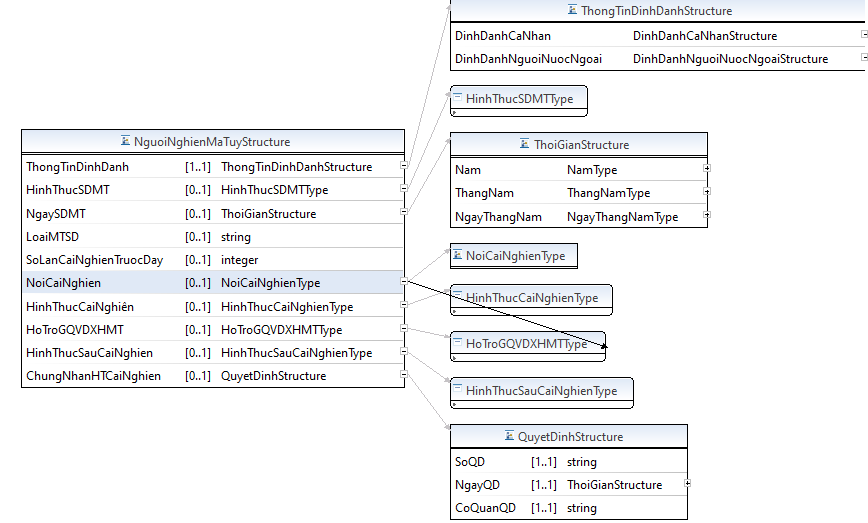 ThongTinDinhDanhStructure
DinhDanhCaNhan DinhDanhCaNhanStructure
DinhDanhNguoiNuocNgoai DinhDanhNguoiNuocNgoaiStructure
HinhThucSDMTType
NguoiNghienMaTuyStructure
ThongTinDinhDanh [1..1] ThongTinDinhDanhStructure
HinhThucSDMT [0..1] HinhThucSDMTType
NgaySDMT [0..1] ThoiGianStructure
LoaiMTSD [0..1] string
SoLanCaiNghienTruocDay [0..1] integer
NoiCaiNghien [0..1] NoiCaiNghienType
HinhThucCaiNghiên [0..1] HinhThucCaiNghienType
HoTroGQVDXHMT [0..1] HoTroGQVDXHMTType
HinhThucSauCaiNghien [0..1] HinhThucSauCaiNghienType
ChungNhanHTCaiNghien [0..1] QuyetDinhStructure
ThoiGianStructure
Nam NamType
ThangNam ThangNamType
NgayThangNam NgayThangNamType
NoiCaiNghienType
HinhThucCaiNghienType
HoTroGQVDXHMTType
HinhThucSauCaiNghienType
QuyetDinhStructure
SoQD [1..1] string
NgayQD [1..1] ThoiGianStructure
CoQuanQD [1..1] string